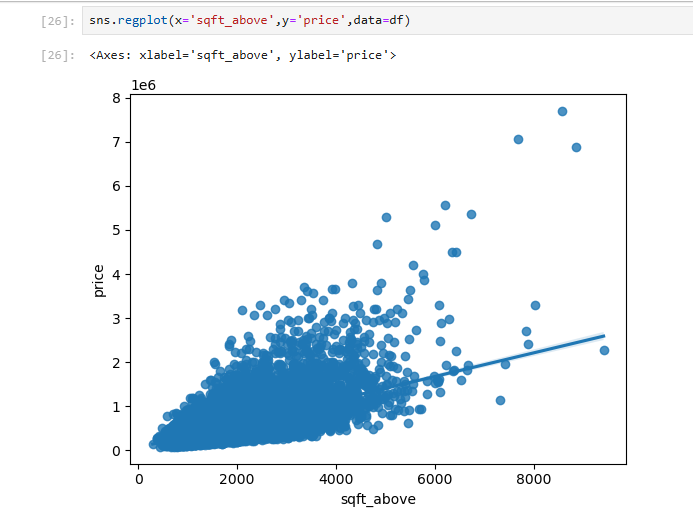 [26]: sns.regplot(x='sqft_above',y='price',data=df)
[26]: <Axes: xlabel='sqft_above', ylabel='price'>
1e6
8
7
6
5
4
3
2
1
0
price
0 2000 4000 6000 8000
sqft_above